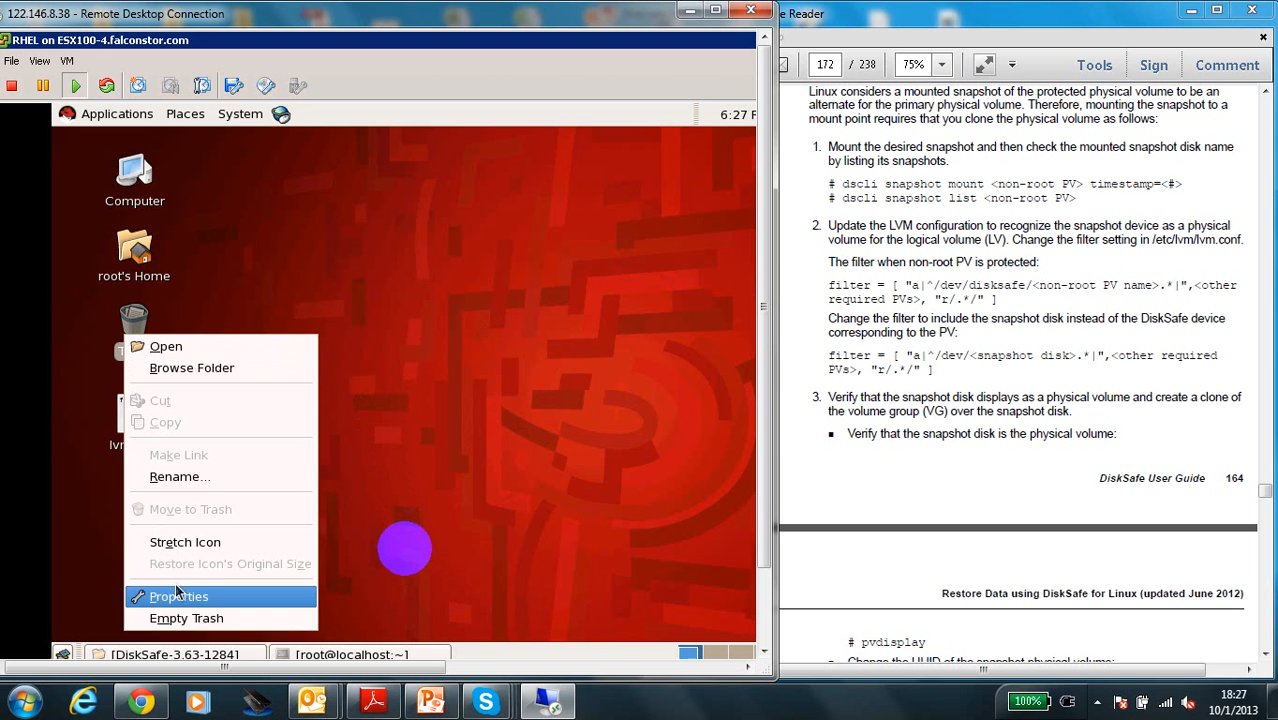 122.146.8.38 - Remote Desktop Connection
RHEL on ESX100-4.falconstor.com
File View VM
Applications Places System
6:27 P
Computer
root's Home
T
lvn
Open
Browse Folder
Cut
Copy
Make Link
Rename...
Move to Trash
Stretch Icon
Restore Icon's Original Size
Properties
Empty Trash
[DiskSafe-3.63-1284]
[root@localhost:~]
e Reader
172 / 238
75%
Tools Sign Comment
Linux considers a mounted snapshot of the protected physical volume to be an
alternate for the primary physical volume. Therefore, mounting the snapshot to a
mount point requires that you clone the physical volume as follows:
1. Mount the desired snapshot and then check the mounted snapshot disk name
by listing its snapshots.
# dscli snapshot mount <non-root PV> timestamp=<#>
# dscli snapshot list <non-root PV>
2. Update the LVM configuration to recognize the snapshot device as a physical
volume for the logical volume (LV). Change the filter setting in /etc/lvm/lvm.conf.
The filter when non-root PV is protected:
filter = [ "a|^/dev/disksafe/<non-root PV name>.*|",<other
required PVs>, "r/.*/" ]
Change the filter to include the snapshot disk instead of the DiskSafe device
corresponding to the PV:
filter = [ "a|^/dev/<snapshot disk>.*|",<other required
PVs>, "r/.*/" ]
3. Verify that the snapshot disk displays as a physical volume and create a clone of
the volume group (VG) over the snapshot disk.
▪ Verify that the snapshot disk is the physical volume:
DiskSafe User Guide 164
Restore Data using DiskSafe for Linux (updated June 2012)
# pvdisplay
▪ Change the UUID of the snapshot physical volume:
100%
18:27
10/1/2013